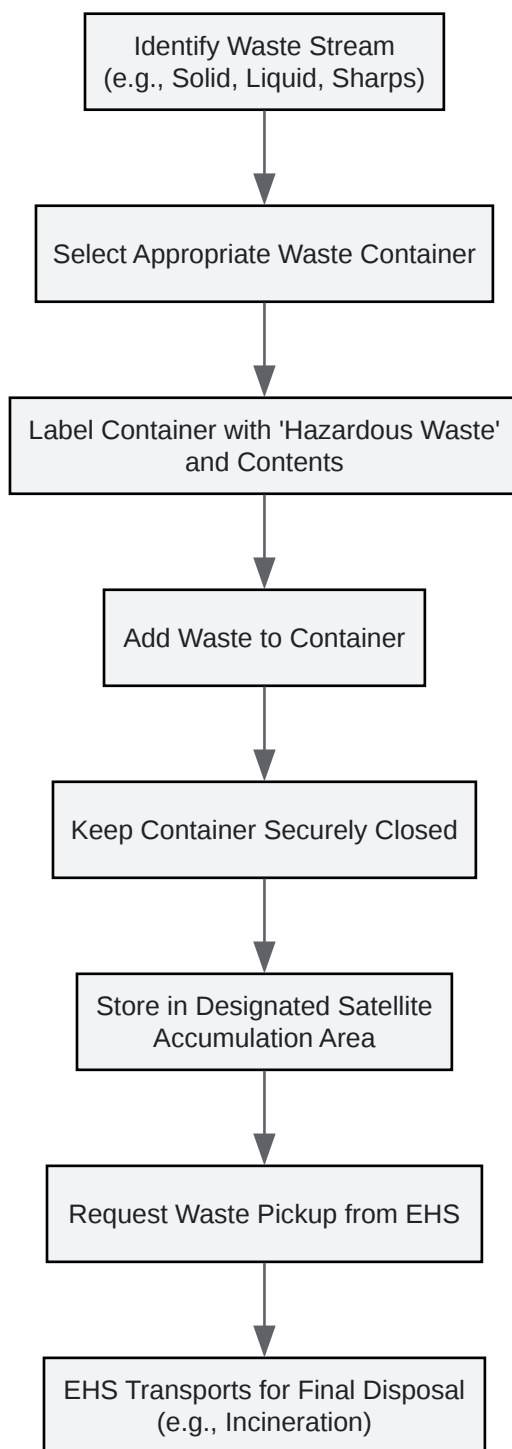 Identify Waste Stream
(e.g., Solid, Liquid, Sharps)
Select Appropriate Waste Container
Label Container with 'Hazardous Waste'
and Contents
Add Waste to Container
Keep Container Securely Closed
Store in Designated Satellite
Accumulation Area
Request Waste Pickup from EHS
EHS Transports for Final Disposal
(e.g., Incineration)